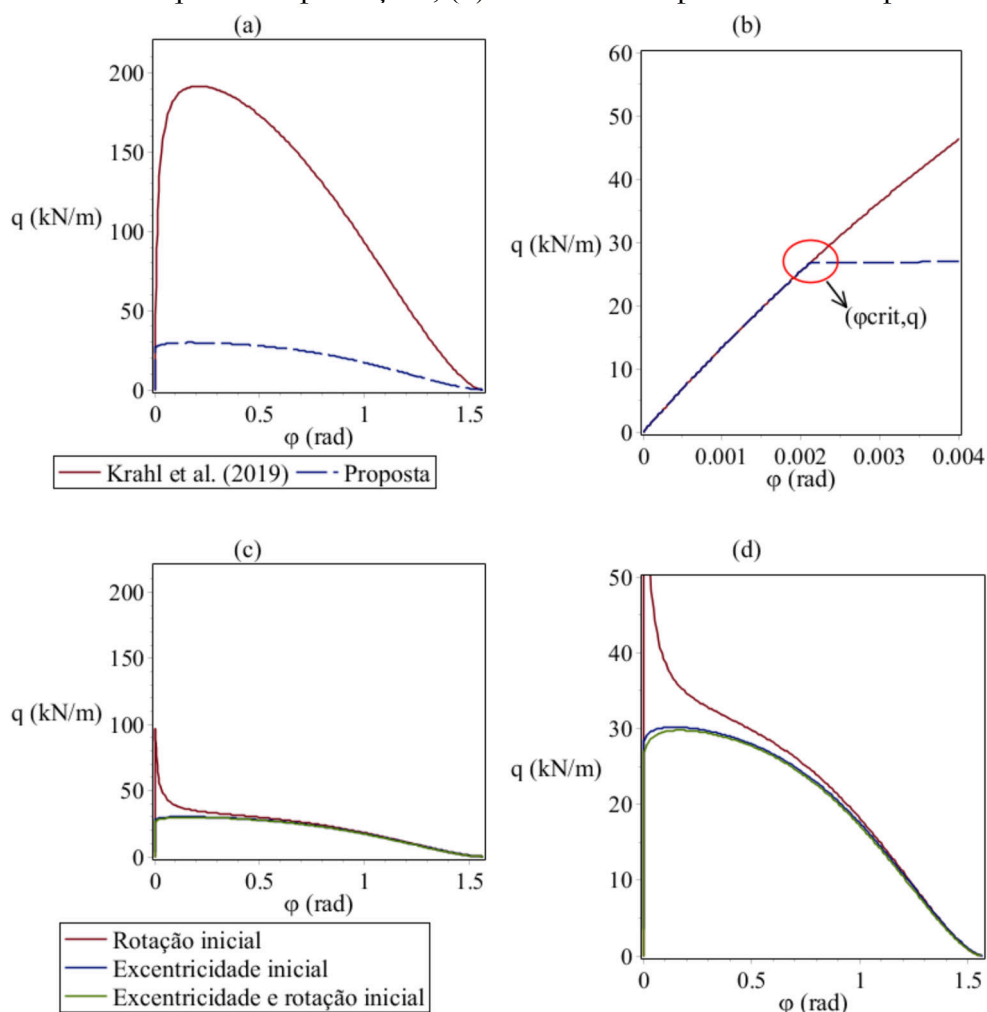 (a)
(b)
200
150
q (kN/m)
100
50
0
0
0.5
1
1.5
φ (rad)
Krahl et al. (2019)
Proposta
60
50
40
q (kN/m)
30
20
10
0
(φcrit,q)
0
0.001
0.002
0.003
0.004
φ (rad)
(c)
(d)
200
150
q (kN/m)
100
50
0
0
0.5
1
1.5
φ (rad)
Rotação inicial
Excentricidade inicial
Excentricidade e rotação inicial
50
40
30
q (kN/m)
20
10
0
0
0.5
1
1.5
φ (rad)